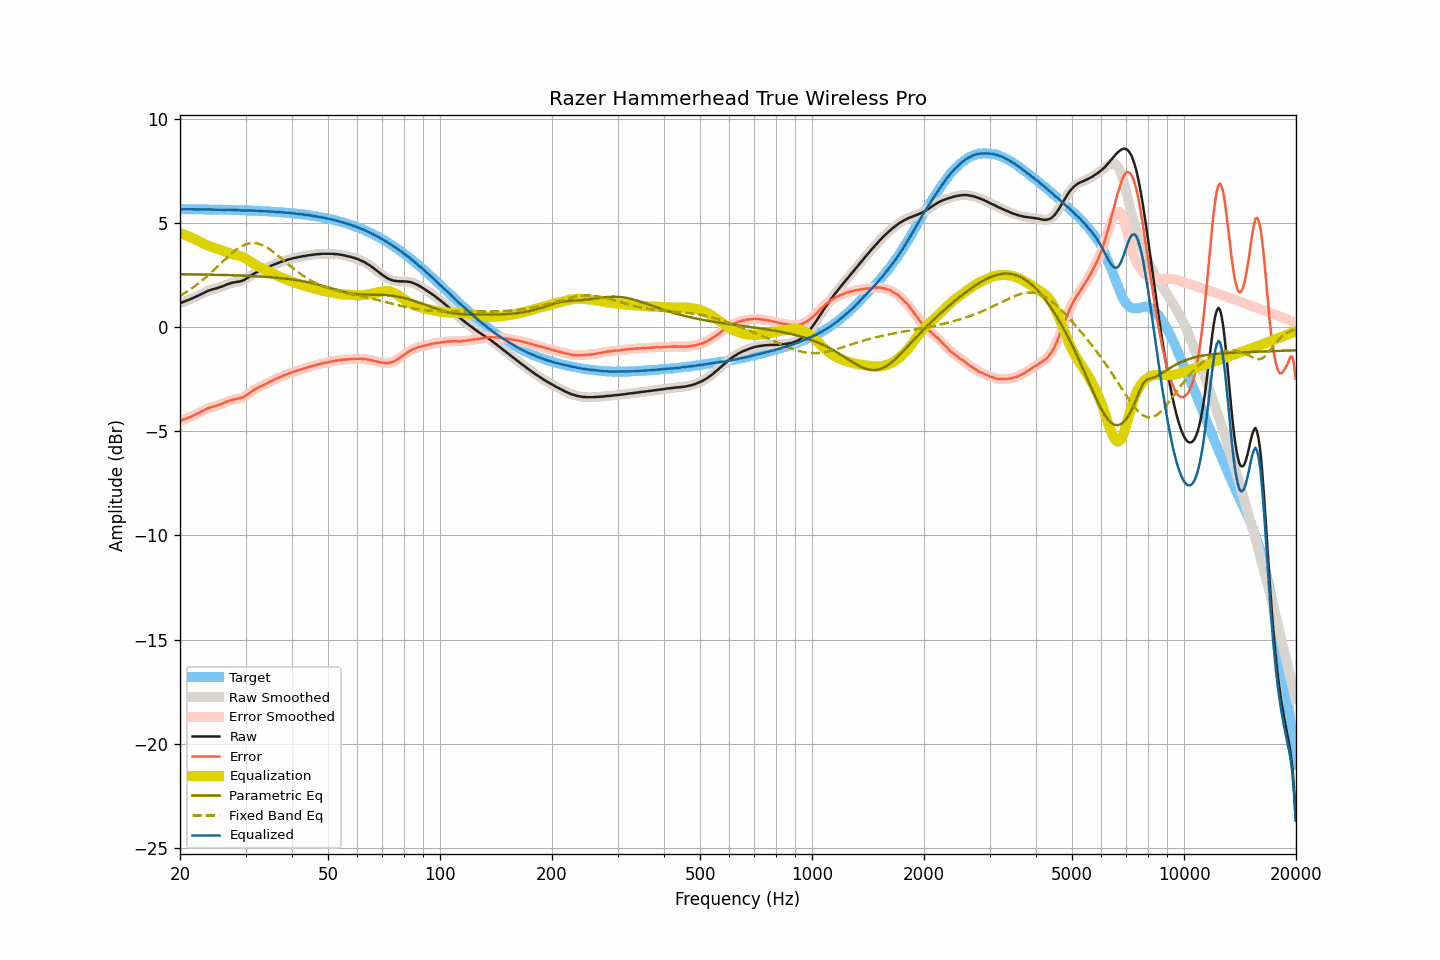 Razer Hammerhead True Wireless Pro
10
5
0
−5
−10
−15
−20
−25
Amplitude (dBr)
Target
Raw Smoothed
Error Smoothed
Raw
Error
Equalization
Parametric Eq
Fixed Band Eq
Equalized
20 50 100 200 500 1000 2000 5000 10000 20000
Frequency (Hz)